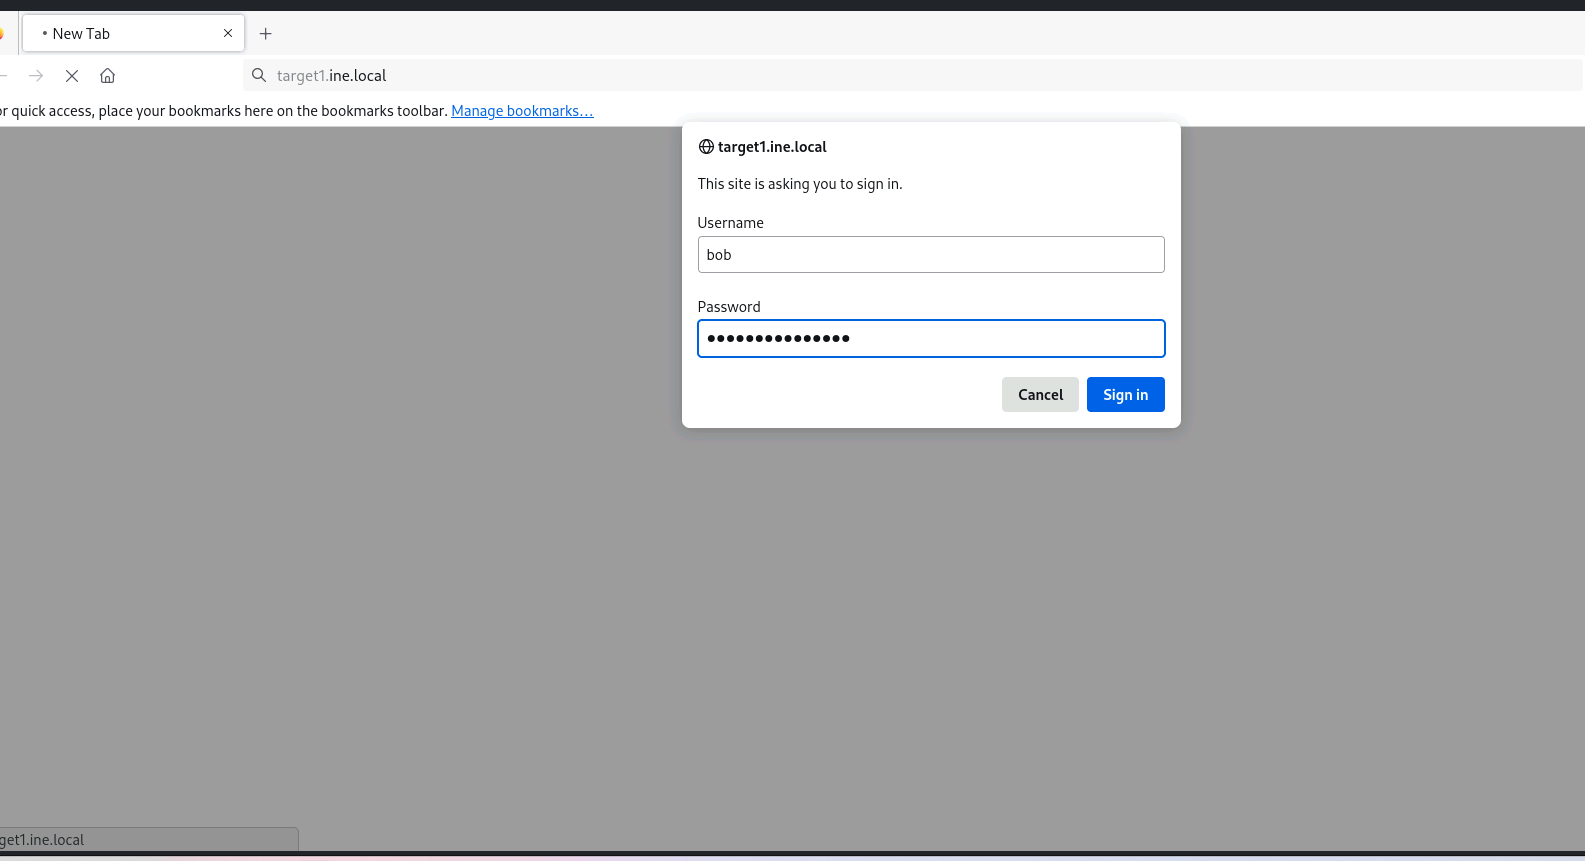 New Tab
target1.ine.local
or quick access, place your bookmarks here on the bookmarks toolbar. Manage bookmarks...
target1.ine.local
This site is asking you to sign in.
Username
bob
Password
●●●●●●●●●●●●●●●
Cancel
Sign in
get1.ine.local